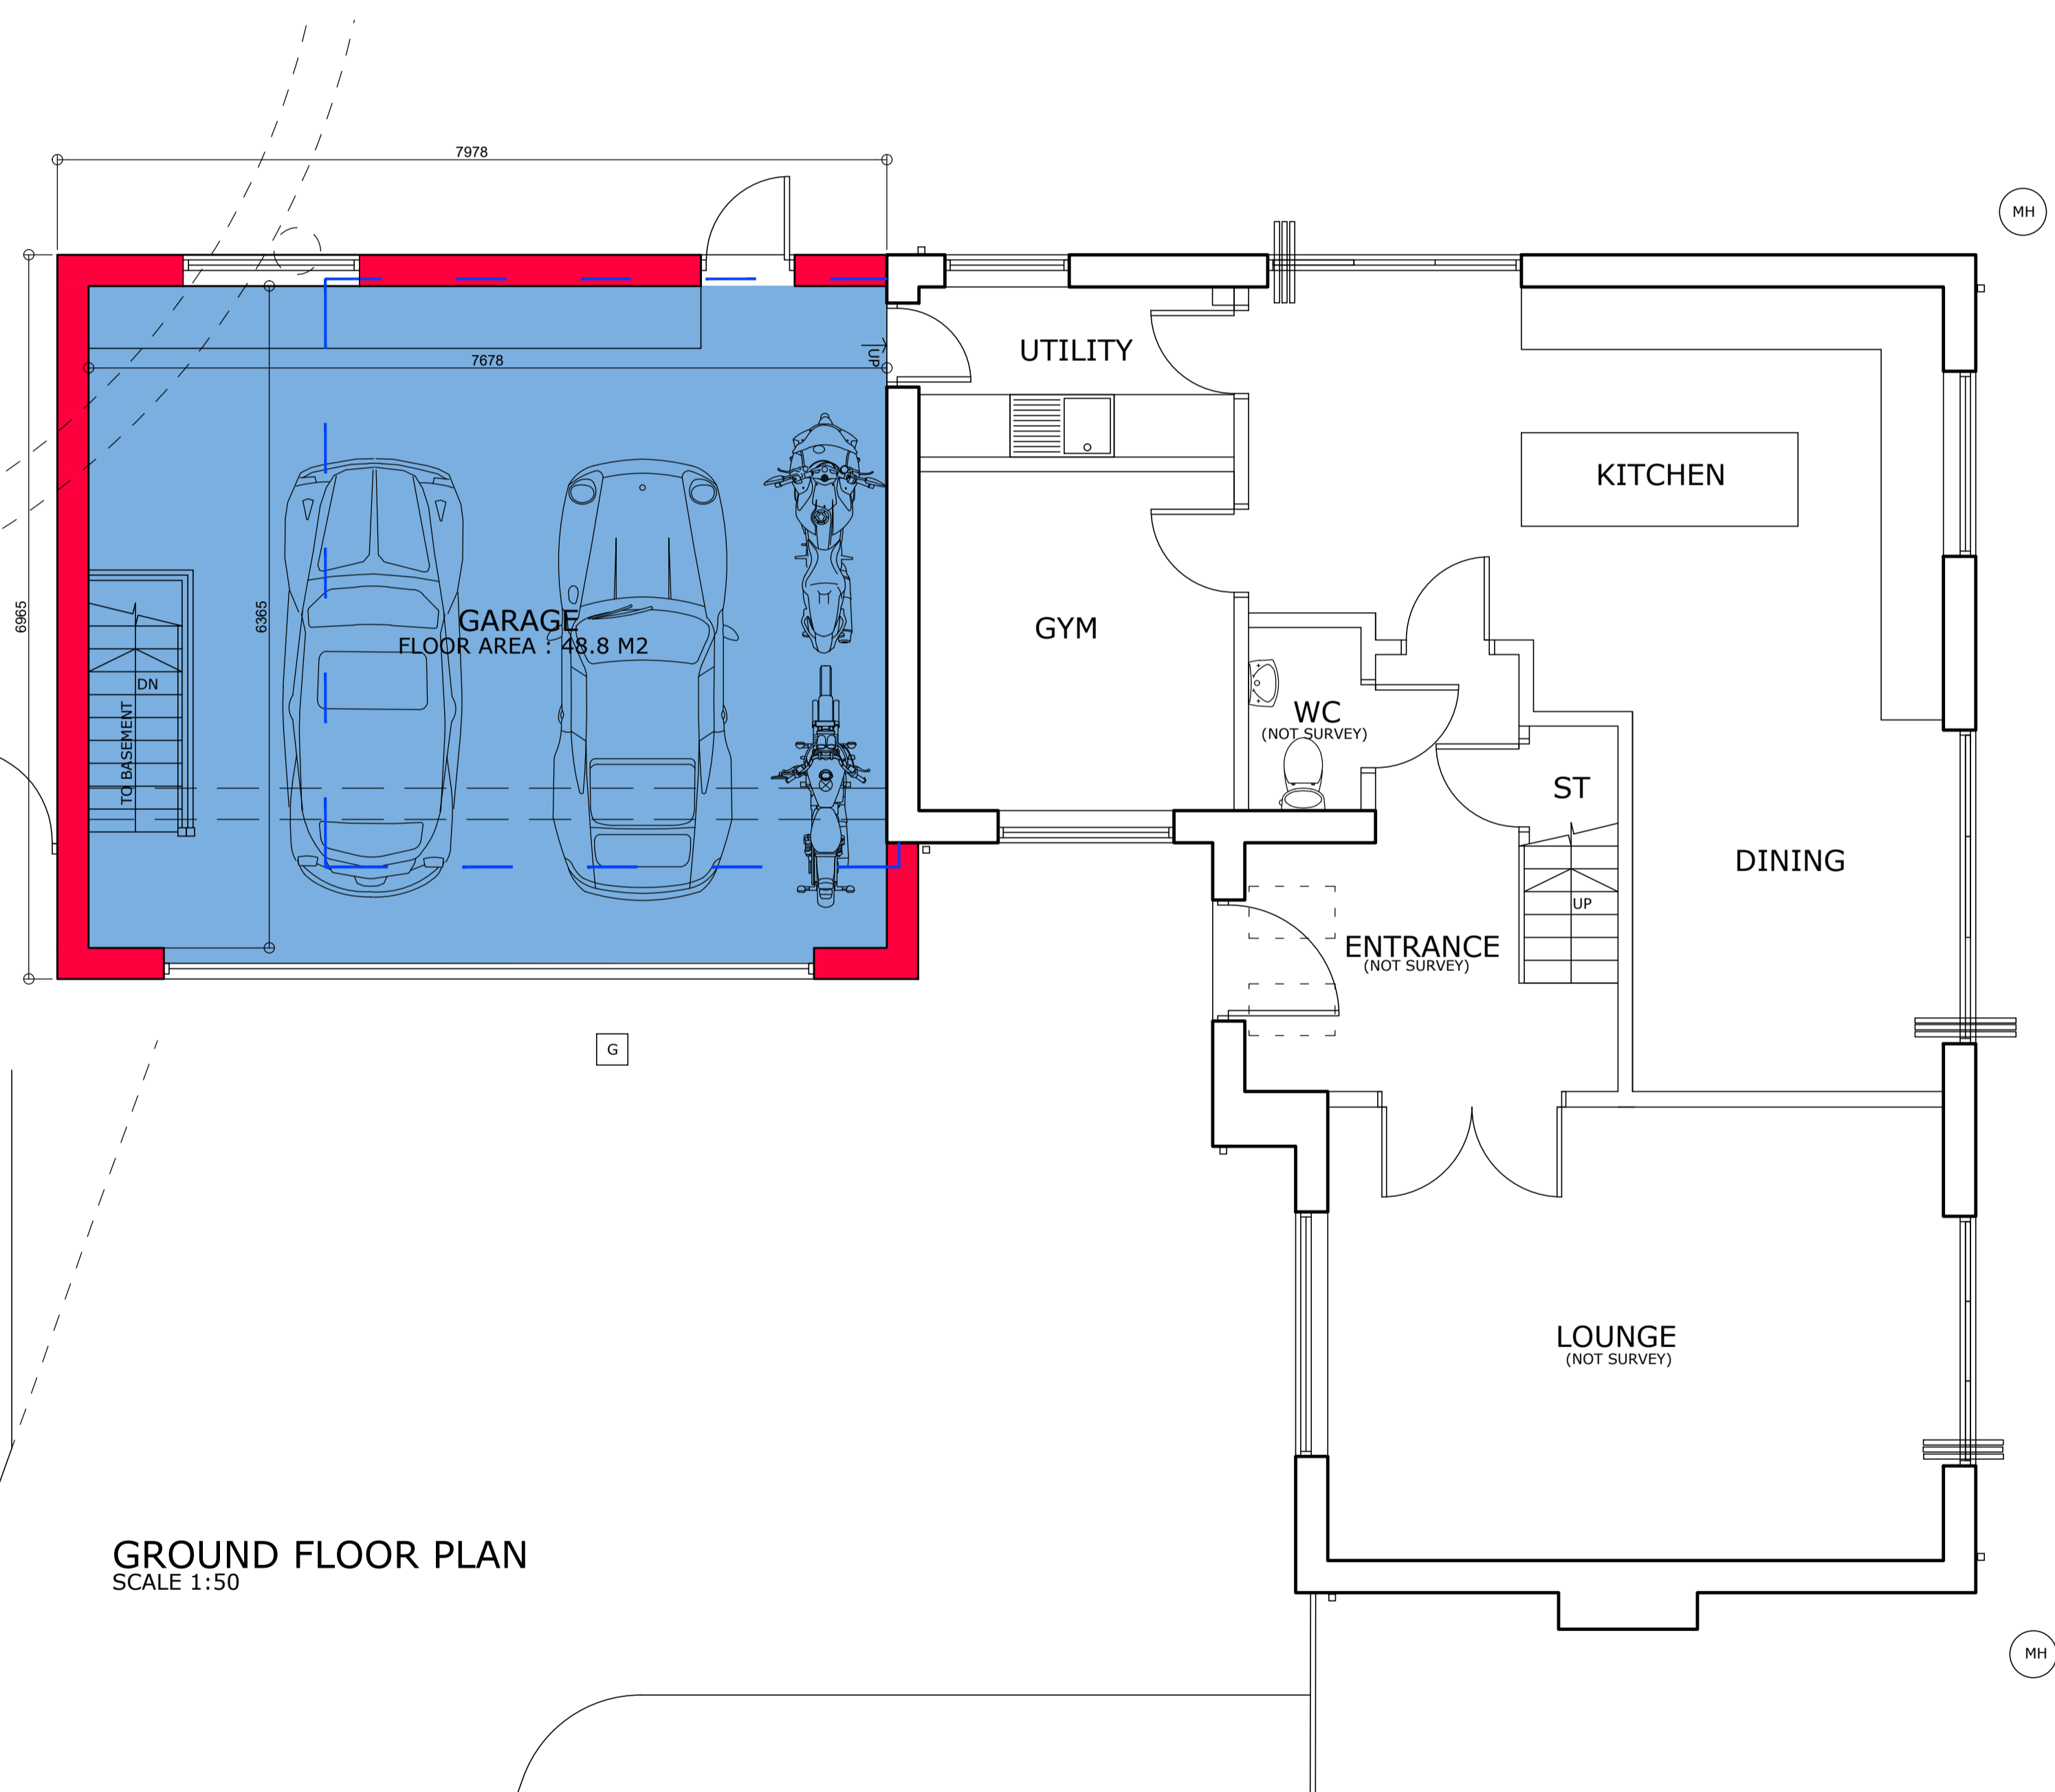 7978
MH
UTILITY
UP
7678
KITCHEN
6965
6365
GARAGE
FLOOR AREA : 48.8 M2
GYM
DN
TO BASEMENT
WC
(NOT SURVEY)
ST
DINING
UP
ENTRANCE
(NOT SURVEY)
G
LOUNGE
(NOT SURVEY)
GROUND FLOOR PLAN
SCALE 1:50
MH